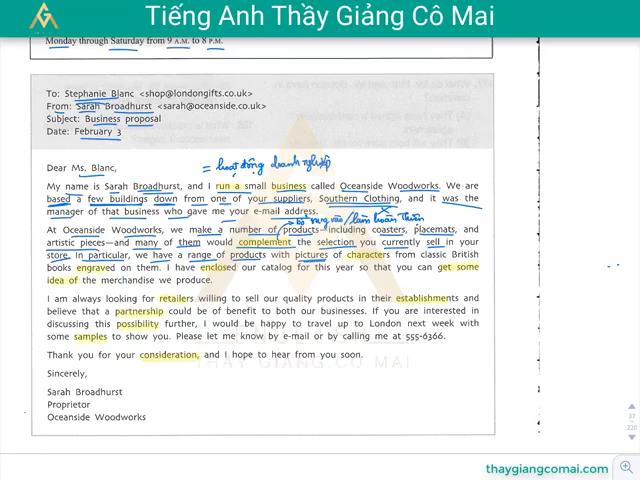 Tiếng Anh Thầy Giảng Cô Mai
Monday through Saturday from 9 A.M. to 8 P.M.
To: Stephanie Blanc <shop@londongifts.co.uk>
From: Sarah Broadhurst <sarah@oceanside.co.uk>
Subject: Business proposal
Date: February 3
Dear Ms. Blanc,
= hoạt động doanh nghiệp
My name is Sarah Broadhurst, and I run a small business called Oceanside Woodworks. We are
based a few buildings down from one of your suppliers, Southern Clothing, and it was the
manager of that business who gave me your e-mail address.
bổ sung vào/làm hoàn thiện
At Oceanside Woodworks, we make a number of products—including coasters, placemats, and
artistic pieces—and many of them would complement the selection you currently sell in your
store. In particular, we have a range of products with pictures of characters from classic British
books engraved on them. I have enclosed our catalog for this year so that you can get some
idea of the merchandise we produce.
I am always looking for retailers willing to sell our quality products in their establishments and
believe that a partnership could be of benefit to both our businesses. If you are interested in
discussing this possibility further, I would be happy to travel up to London next week with
some samples to show you. Please let me know by e-mail or by calling me at 555-6366.
Thank you for your consideration, and I hope to hear from you soon.
THAY GIANG CO MAI
Sincerely,
Sarah Broadhurst
Proprietor
Oceanside Woodworks
37
220
thaygiangcomai.com